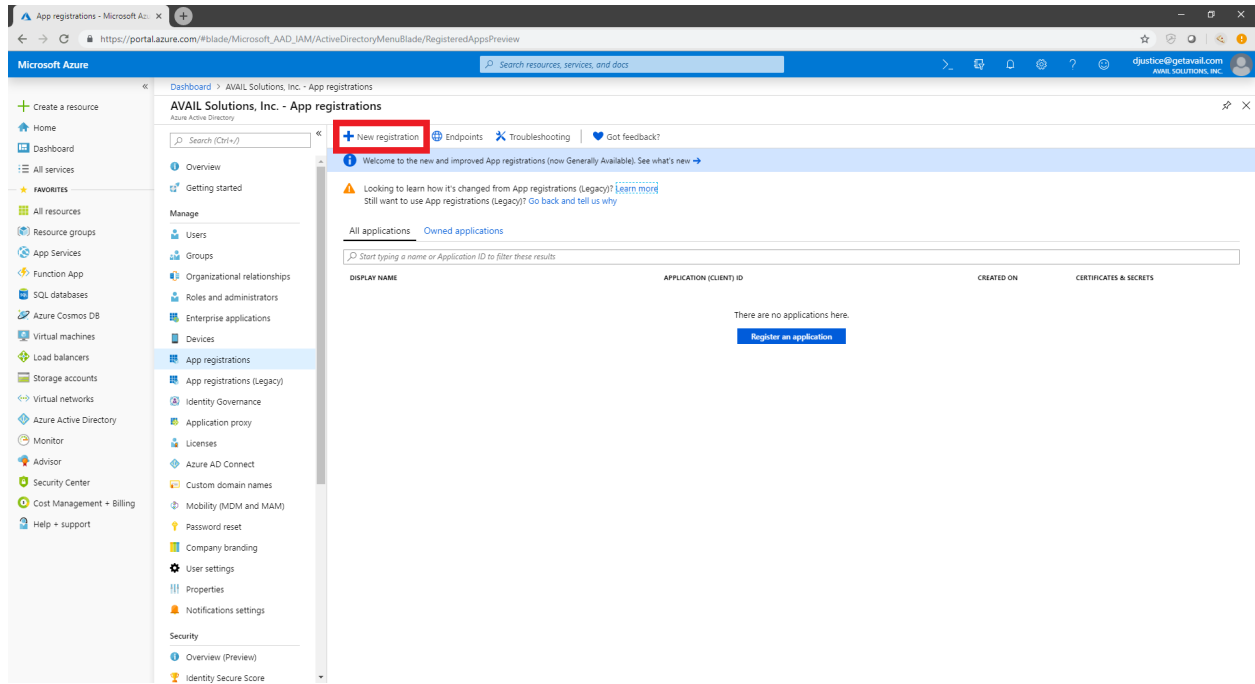 App registrations - Microsoft Az
https://portal.azure.com/#blade/Microsoft_AAD_IAM/ActiveDirectoryMenuBlade/RegisteredAppsPreview
Microsoft Azure
Search resources, services, and docs
djustice@getavail.com
AVAIL SOLUTIONS, INC.
Create a resource
Home
Dashboard
All services
FAVORITES
All resources
Resource groups
App Services
Function App
SQL databases
Azure Cosmos DB
Virtual machines
Load balancers
Storage accounts
Virtual networks
Azure Active Directory
Monitor
Advisor
Security Center
Cost Management + Billing
Help + support
Dashboard > AVAIL Solutions, Inc. - App registrations
AVAIL Solutions, Inc. - App registrations
Azure Active Directory
Search (Ctrl+/)
Overview
Getting started
Manage
Users
Groups
Organizational relationships
Roles and administrators
Enterprise applications
Devices
App registrations
App registrations (Legacy)
Identity Governance
Application proxy
Licenses
Azure AD Connect
Custom domain names
Mobility (MDM and MAM)
Password reset
Company branding
User settings
Properties
Notifications settings
Security
Overview (Preview)
Identity Secure Score
New registration Endpoints Troubleshooting Got feedback?
Welcome to the new and improved App registrations (now Generally Available). See what's new →
Looking to learn how it's changed from App registrations (Legacy)? Learn more
Still want to use App registrations (Legacy)? Go back and tell us why
All applications Owned applications
Start typing a name or Application ID to filter these results
DISPLAY NAME APPLICATION (CLIENT) ID CREATED ON CERTIFICATES & SECRETS
There are no applications here.
Register an application